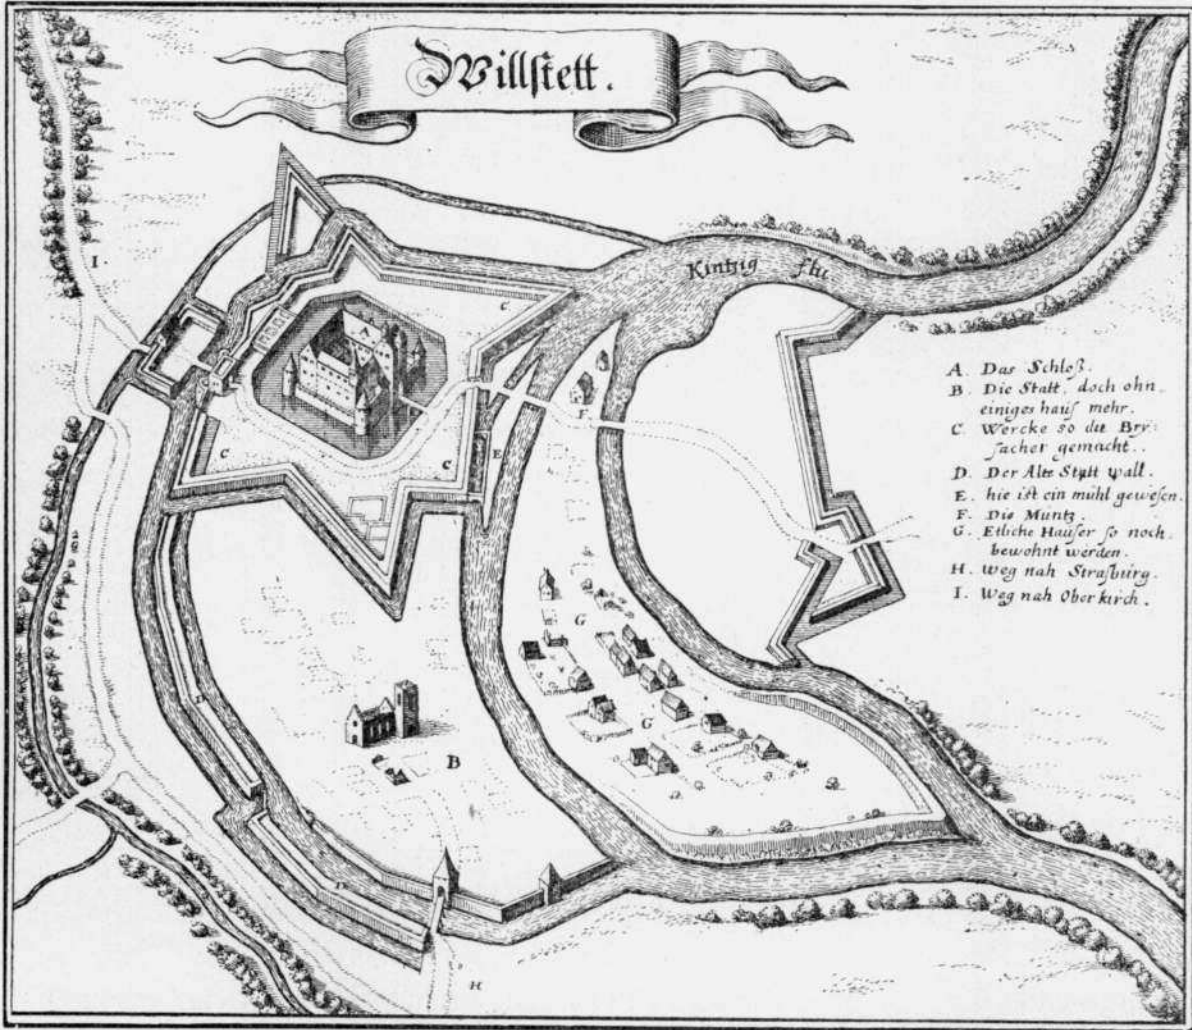 Willstett.
I.
A
C
Kintzig flu
C
C
F.
E
A. Das Schloß.
B. Die Statt, doch ohn
einiges hauß mehr.
C. Wercke so die Bry-
sacher gemacht..
D. Der Alte Statt wall.
E. hie ist ein mühl gewesen.
F. Die Müntz.
G. Etliche Häuser so noch
bewohnt werden.
H. Weg nah Straßburg.
I. Weg nah Oberkirch.
G
D
G
B
D
H